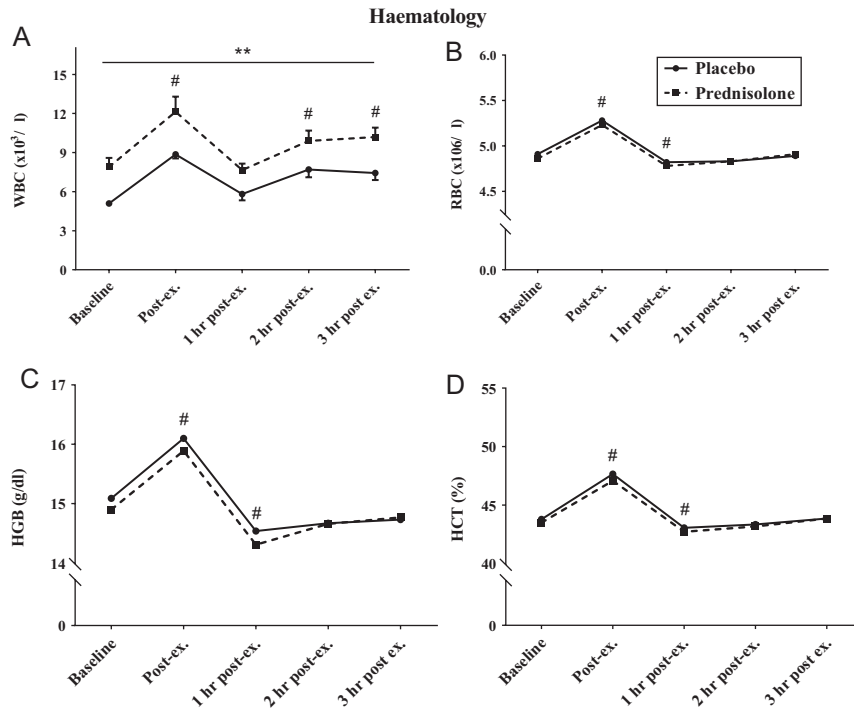 Haematology
A
**
WBC (x10³/ l)
15
12
9
6
3
0
#
#
#
Baseline
Post-ex.
1 hr post-ex.
2 hr post-ex.
3 hr post ex.
B
RBC (x106/ l)
6.0
5.5
5.0
4.5
0.0
#
#
Placebo
Prednisolone
Baseline
Post-ex.
1 hr post-ex.
2 hr post-ex.
3 hr post ex.
C
HGB (g/dl)
17
16
15
14
0
#
#
Baseline
Post-ex.
1 hr post-ex.
2 hr post-ex.
3 hr post ex.
D
HCT (%)
55
50
45
40
0
#
#
Baseline
Post-ex.
1 hr post-ex.
2 hr post-ex.
3 hr post ex.